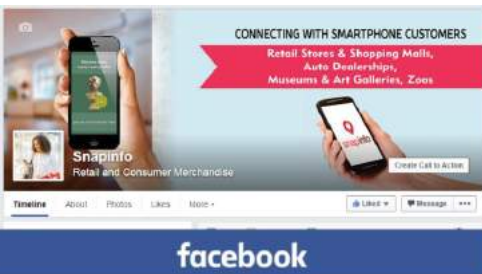 CONNECTING WITH SMARTPHONE CUSTOMERS
Retail Stores & Shopping Malls,
Auto Dealerships,
Museums & Art Galleries, Zoos
snapinfo
Snapinfo
Retail and Consumer Merchandise
Create Call to Action
Timeline About Photos Likes More
Liked Message
facebook